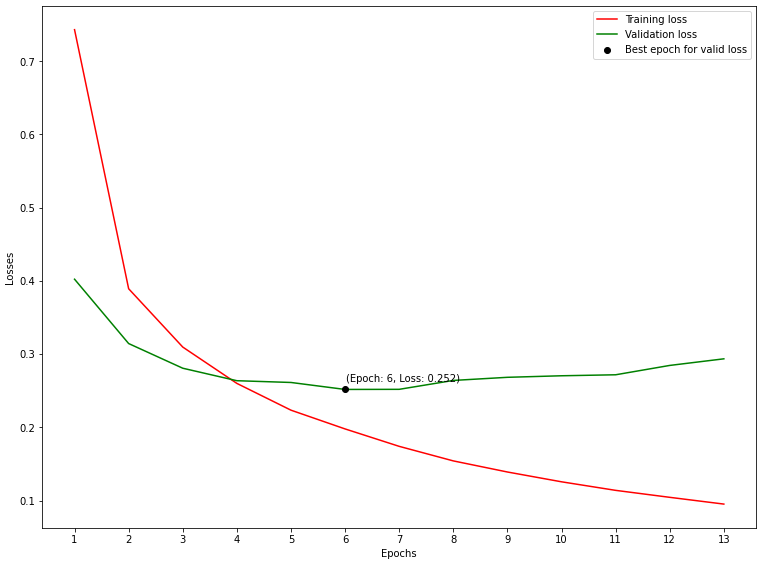 Training loss
Validation loss
Best epoch for valid loss
0.7
0.6
0.5
0.4
0.3
0.2
0.1
Losses
(Epoch: 6, Loss: 0.252)
1 2 3 4 5 6 7 8 9 10 11 12 13
Epochs